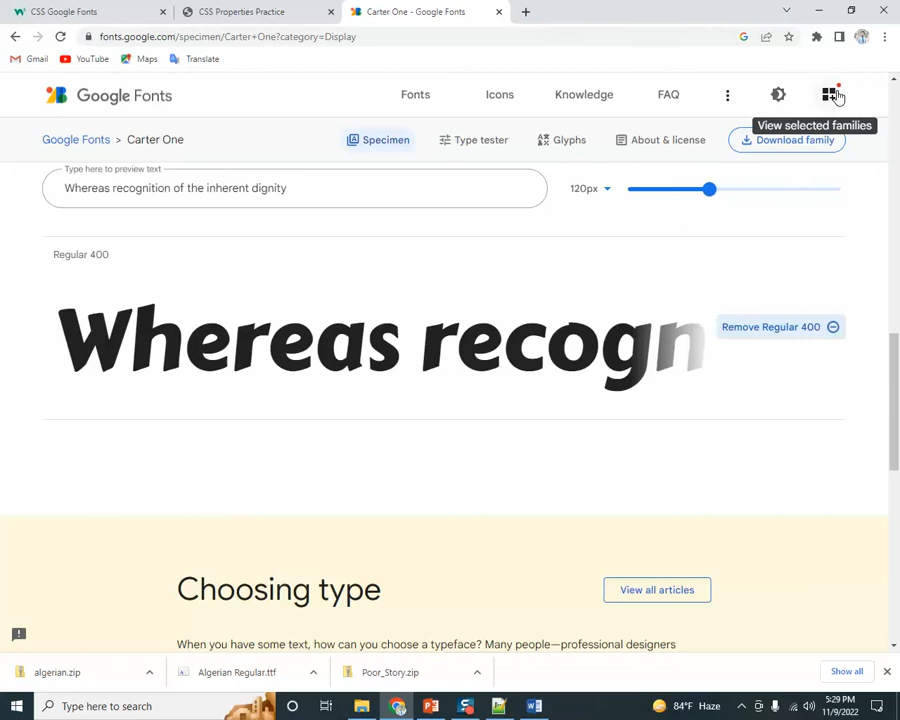 CSS Google Fonts
CSS Properties Practice
Carter One - Google Fonts
fonts.google.com/specimen/Carter+One?category=Display
Gmail
YouTube
Maps
Translate
Google Fonts
Fonts
Icons
Knowledge
FAQ
View selected families
Google Fonts > Carter One
Specimen
Type tester
Glyphs
About & license
Download family
Type here to preview text
Whereas recognition of the inherent dignity
120px
Regular 400
Whereas recogn
Remove Regular 400
Choosing type
View all articles
When you have some text, how can you choose a typeface? Many people—professional designers
algerian.zip
Algerian Regular.ttf
Poor_Story.zip
Show all
Type here to search
84°F Haze
5:29 PM
11/9/2022